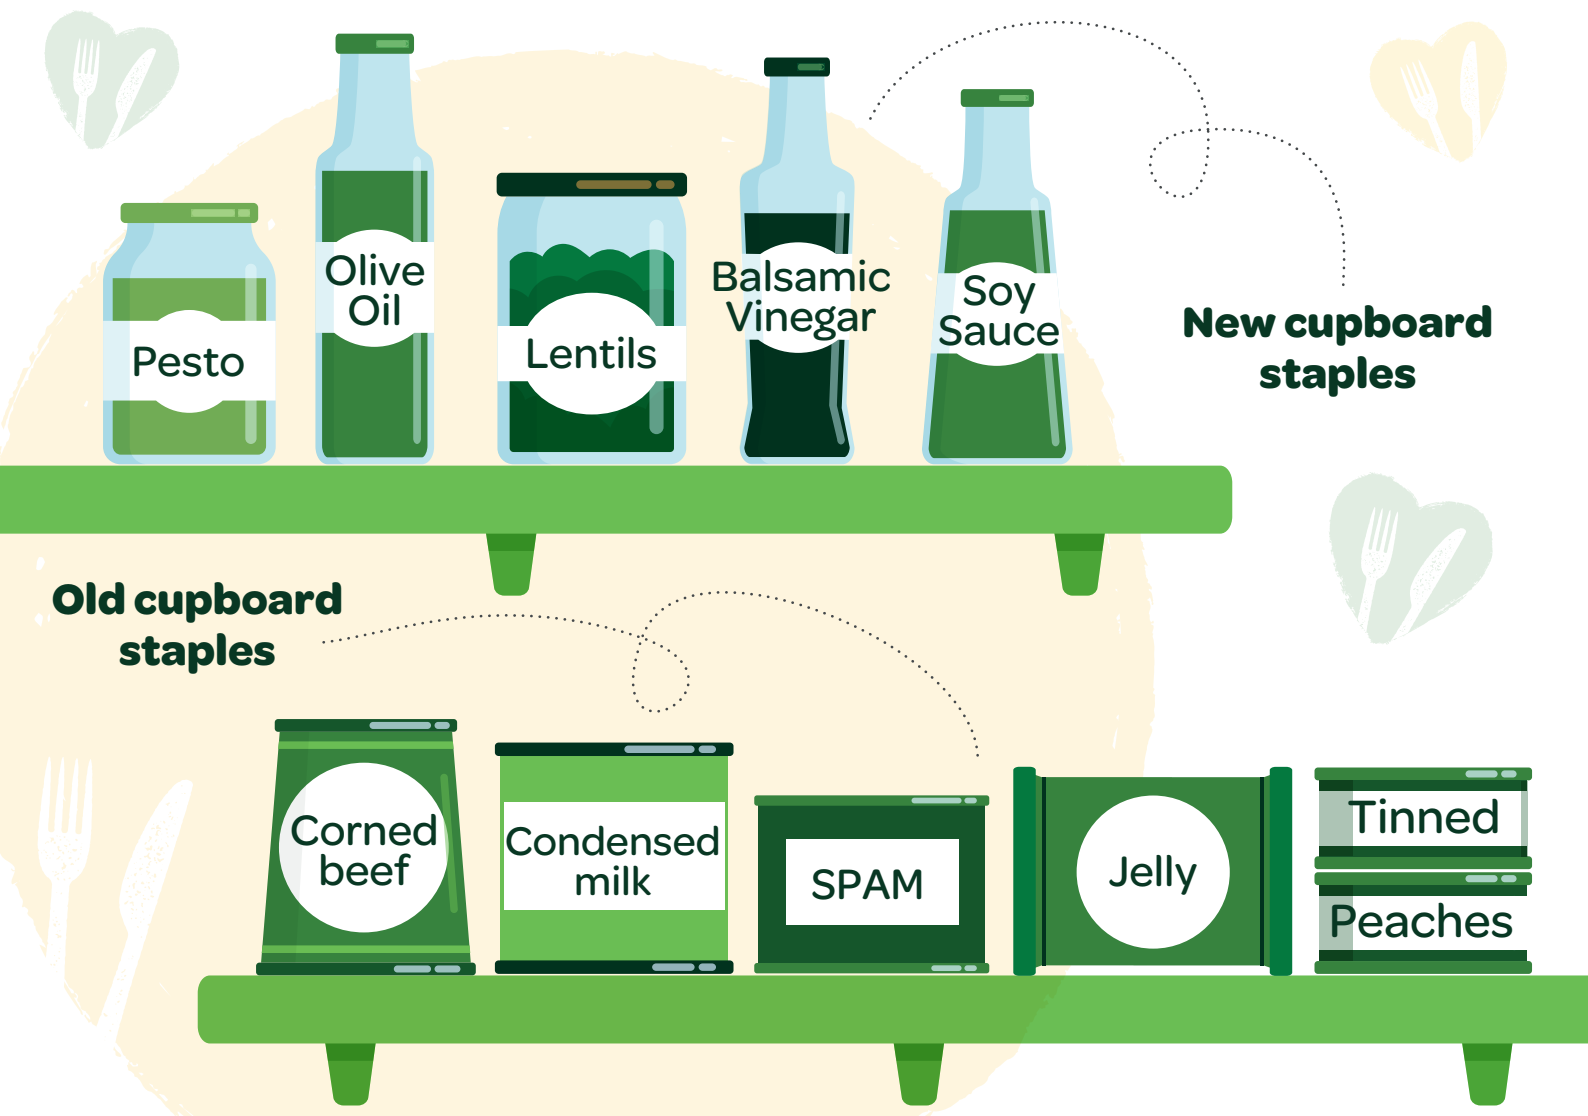 Pesto
Olive
Oil
Lentils
Balsamic
Vinegar
Soy
Sauce
New cupboard
staples
Old cupboard
staples
Corned
beef
Condensed
milk
SPAM
Jelly
Tinned
Peaches